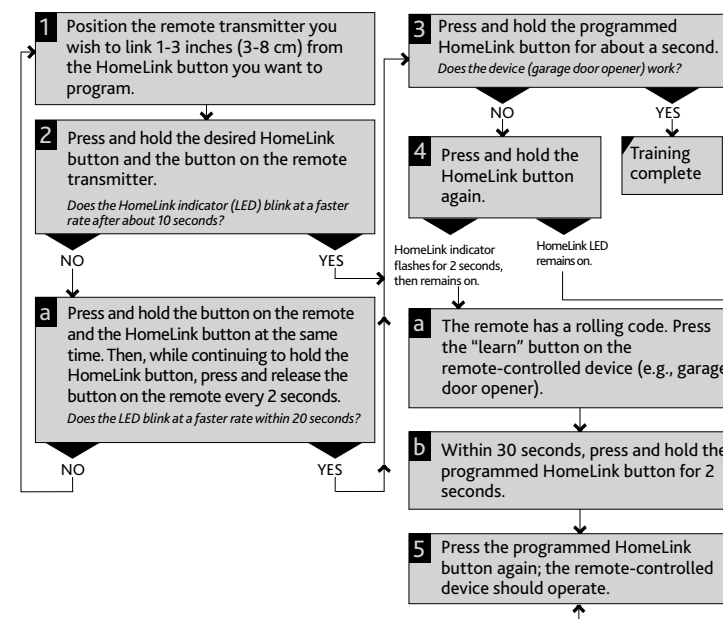 1 Position the remote transmitter you
wish to link 1-3 inches (3-8 cm) from
the HomeLink button you want to
program.
2 Press and hold the desired HomeLink
button and the button on the remote
transmitter.
Does the HomeLink indicator (LED) blink at a faster
rate after about 10 seconds?
NO
YES
a Press and hold the button on the remote
and the HomeLink button at the same
time. Then, while continuing to hold the
HomeLink button, press and release the
button on the remote every 2 seconds.
Does the LED blink at a faster rate within 20 seconds?
NO
YES
3 Press and hold the programmed
HomeLink button for about a second.
Does the device (garage door opener) work?
NO
YES
4 Press and hold the
HomeLink button
again.
Training
complete
HomeLink indicator
flashes for 2 seconds,
then remains on.
HomeLink LED
remains on.
a The remote has a rolling code. Press
the “learn” button on the
remote-controlled device (e.g., garage
door opener).
b Within 30 seconds, press and hold the
programmed HomeLink button for 2
seconds.
5 Press the programmed HomeLink
button again; the remote-controlled
device should operate.